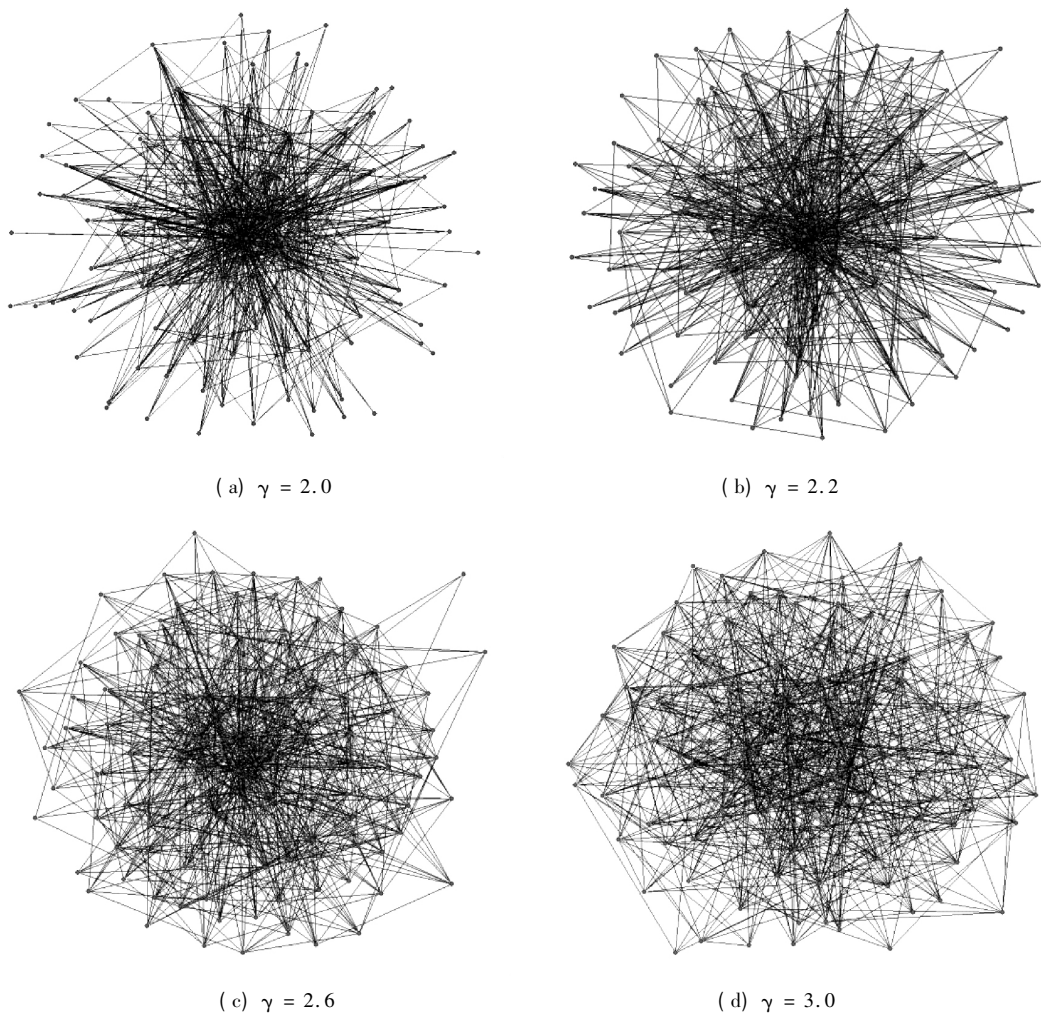 ( a) γ = 2.0
( b) γ = 2.2
( c) γ = 2.6
( d) γ = 3.0